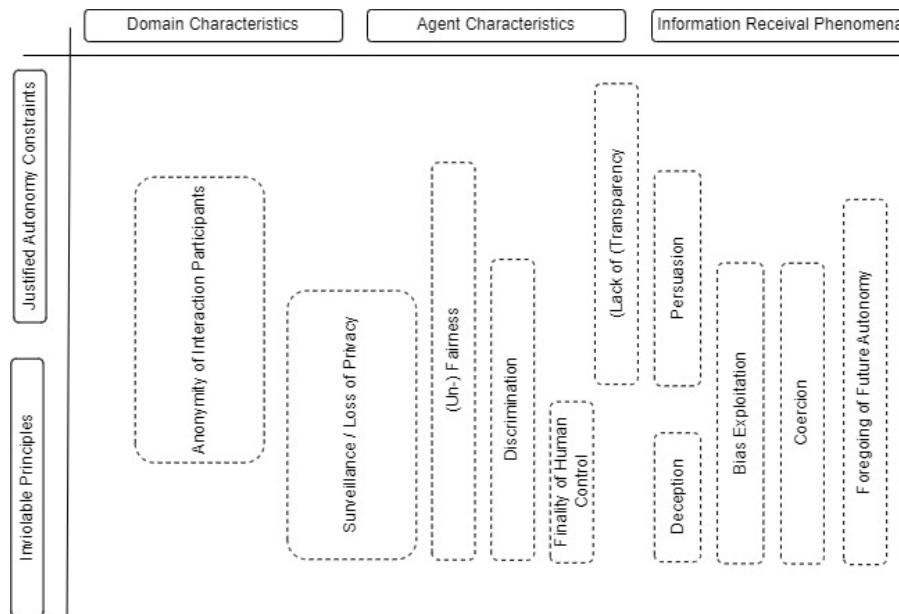 Domain Characteristics
Agent Characteristics
Information Receival Phenomena
Justified Autonomy Constraints
Inviolable Principles
Anonymity of Interaction Participants
Surveillance / Loss of Privacy
(Un-) Fairness
Discrimination
Finality of Human
Control
(Lack of (Transparency
Persuasion
Deception
Bias Exploitation
Coercion
Foregoing of Future Autonomy